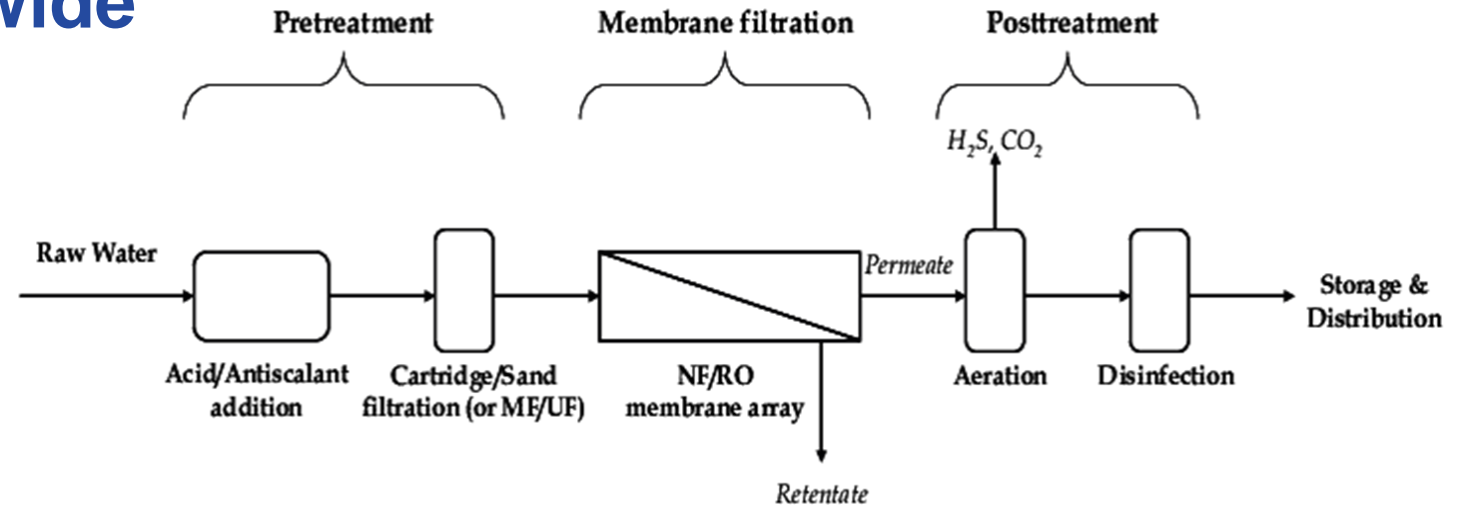 wide
Pretreatment
Membrane filtration
Posttreatment
H₂S, CO₂
Raw Water
Permeate
Storage &
Distribution
Acid/Antiscalant
addition
Cartridge/Sand
filtration (or MF/UF)
NF/RO
membrane array
Aeration
Disinfection
Retentate